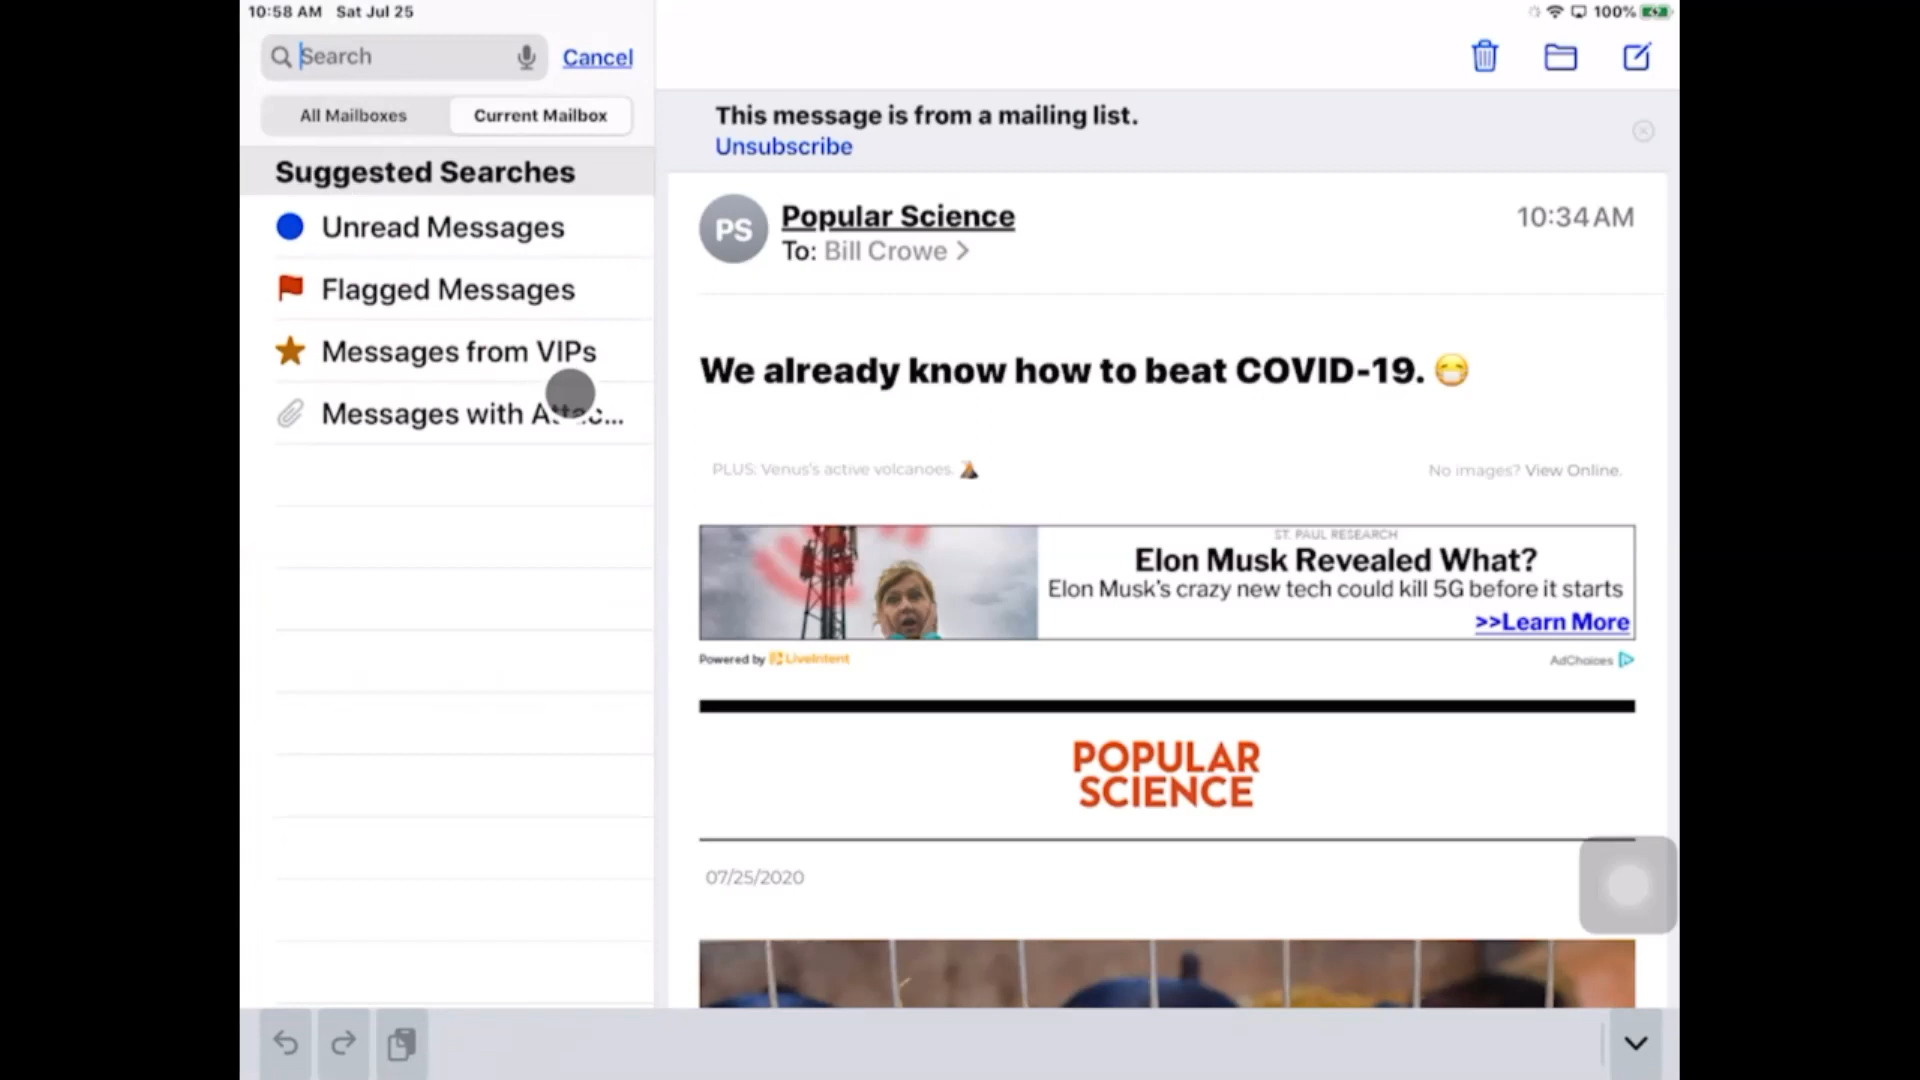 10:58 AM Sat Jul 25
100%
Search
Cancel
All Mailboxes
Current Mailbox
Suggested Searches
Unread Messages
Flagged Messages
Messages from VIPs
Messages with Attac...
This message is from a mailing list.
Unsubscribe
PS
Popular Science
10:34 AM
To: Bill Crowe >
We already know how to beat COVID-19. 😷
PLUS: Venus's active volcanoes. 🌋
No images? View Online.
ST. PAUL RESEARCH
Elon Musk Revealed What?
Elon Musk's crazy new tech could kill 5G before it starts
>>Learn More
Powered by LiveIntent
AdChoices
POPULAR
SCIENCE
07/25/2020